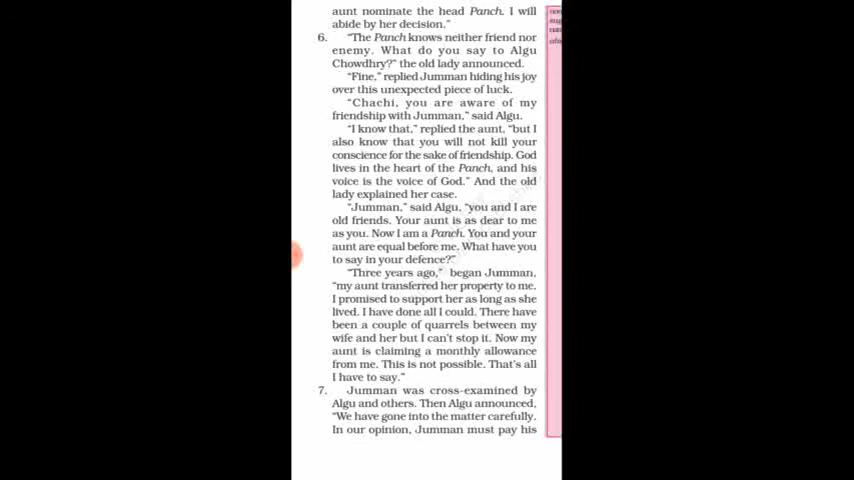 aunt nominate the head Panch. I will
abide by her decision."
6. "The Panch knows neither friend nor
enemy. What do you say to Algu
Chowdhry?" the old lady announced.
"Fine," replied Jumman hiding his joy
over this unexpected piece of luck.
"Chachi, you are aware of my
friendship with Jumman," said Algu.
"I know that," replied the aunt, "but I
also know that you will not kill your
conscience for the sake of friendship. God
lives in the heart of the Panch, and his
voice is the voice of God." And the old
lady explained her case.
"Jumman," said Algu, "you and I are
old friends. Your aunt is as dear to me
as you. Now I am a Panch. You and your
aunt are equal before me. What have you
to say in your defence?"
"Three years ago," began Jumman,
"my aunt transferred her property to me.
I promised to support her as long as she
lived. I have done all I could. There have
been a couple of quarrels between my
wife and her but I can't stop it. Now my
aunt is claiming a monthly allowance
from me. This is not possible. That's all
I have to say."
7. Jumman was cross-examined by
Algu and others. Then Algu announced,
"We have gone into the matter carefully.
In our opinion, Jumman must pay his